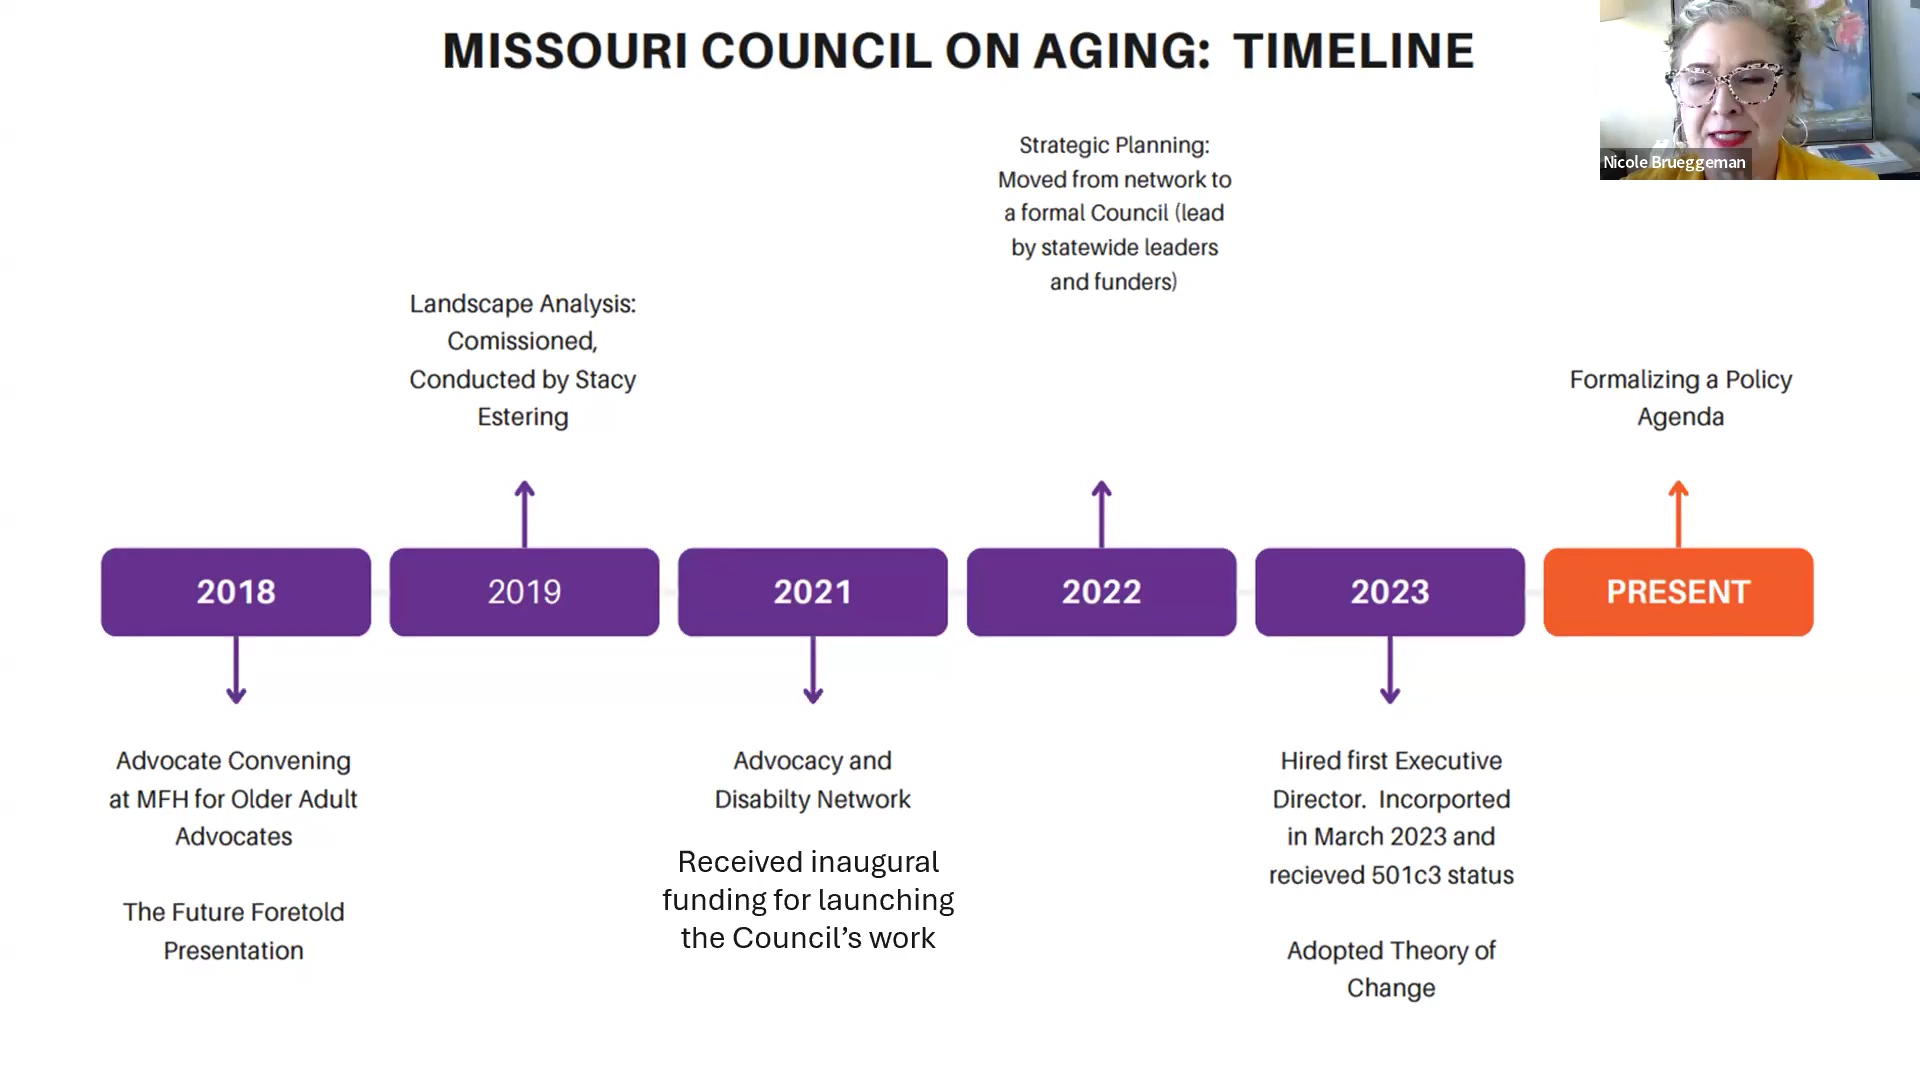 MISSOURI COUNCIL ON AGING: TIMELINE
Nicole Brueggeman
Strategic Planning:
Moved from network to
a formal Council (lead
by statewide leaders
and funders)
Landscape Analysis:
Comissioned,
Conducted by Stacy
Estering
Formalizing a Policy
Agenda
2018
2019
2021
2022
2023
PRESENT
Advocate Convening
at MFH for Older Adult
Advocates
The Future Foretold
Presentation
Advocacy and
Disabilty Network
Received inaugural
funding for launching
the Council’s work
Hired first Executive
Director. Incorporated
in March 2023 and
recieved 501c3 status
Adopted Theory of
Change